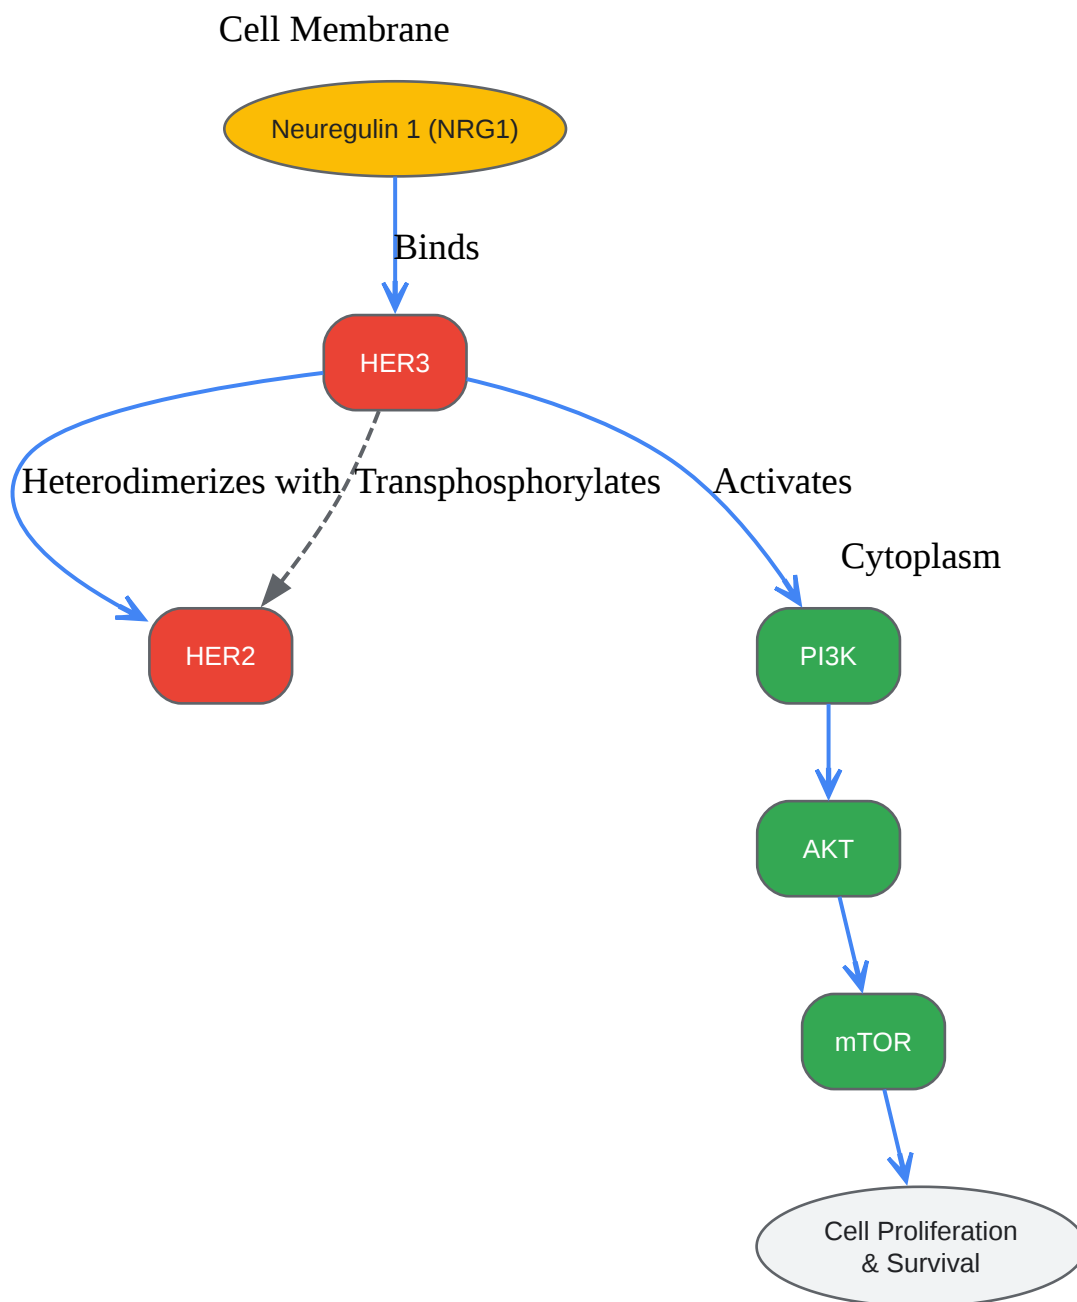 Cell Membrane
Neuregulin 1 (NRG1)
Binds
HER3
Heterodimerizes with
Transphosphorylates
Activates
Cytoplasm
HER2
PI3K
AKT
mTOR
Cell Proliferation
& Survival